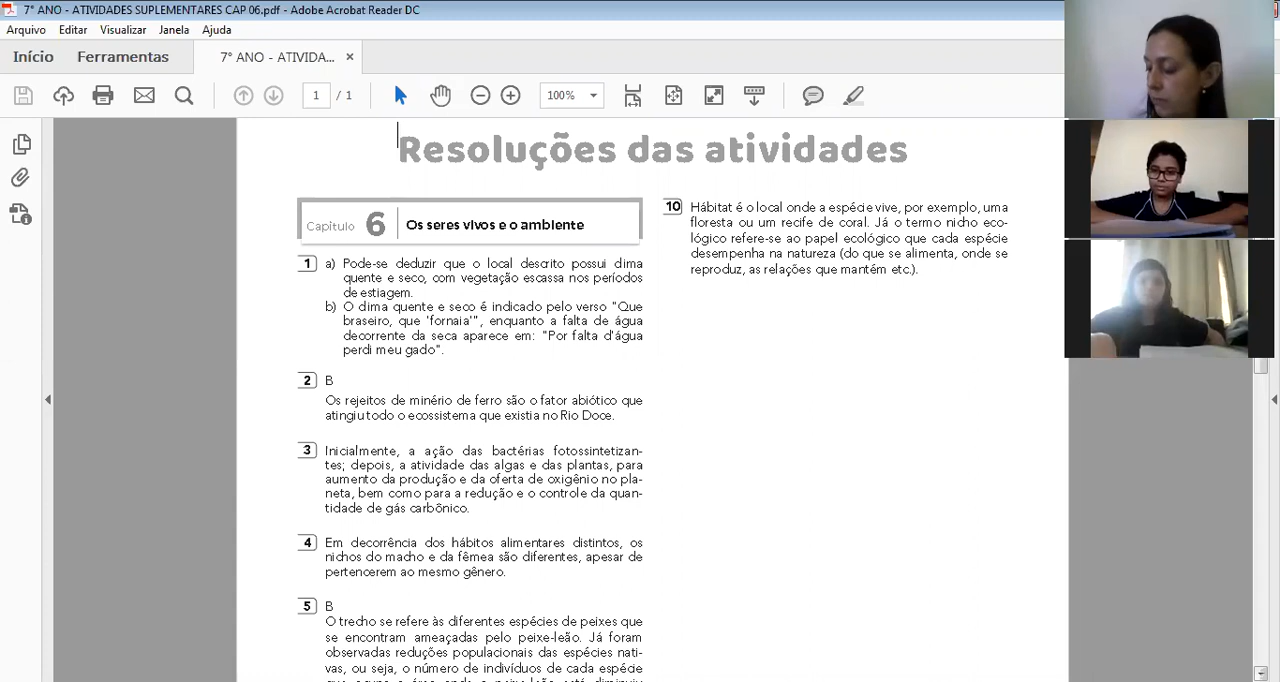 7° ANO - ATIVIDADES SUPLEMENTARES CAP 06.pdf - Adobe Acrobat Reader DC
Arquivo Editar Visualizar Janela Ajuda
Início Ferramentas 7° ANO - ATIVIDA... ×
1 / 1 100%
Resoluções das atividades
Capítulo 6 Os seres vivos e o ambiente
1 a) Pode-se deduzir que o local descrito possui clima
quente e seco, com vegetação escassa nos períodos
de estiagem.
b) O clima quente e seco é indicado pelo verso "Que
braseiro, que 'fornaia'", enquanto a falta de água
decorrente da seca aparece em: "Por falta d'água
perdi meu gado".
2 B
Os rejeitos de minério de ferro são o fator abiótico que
atingiu todo o ecossistema que existia no Rio Doce.
3 Inicialmente, a ação das bactérias fotossintetizan-
tes; depois, a atividade das algas e das plantas, para
aumento da produção e da oferta de oxigênio no pla-
neta, bem como para a redução e o controle da quan-
tidade de gás carbônico.
4 Em decorrência dos hábitos alimentares distintos, os
nichos do macho e da fêmea são diferentes, apesar de
pertencerem ao mesmo gênero.
5 B
O trecho se refere às diferentes espécies de peixes que
se encontram ameaçadas pelo peixe-leão. Já foram
observadas reduções populacionais das espécies nati-
vas, ou seja, o número de indivíduos de cada espécie
10 Hábitat é o local onde a espécie vive, por exemplo, uma
floresta ou um recife de coral. Já o termo nicho eco-
lógico refere-se ao papel ecológico que cada espécie
desempenha na natureza (do que se alimenta, onde se
reproduz, as relações que mantém etc.).